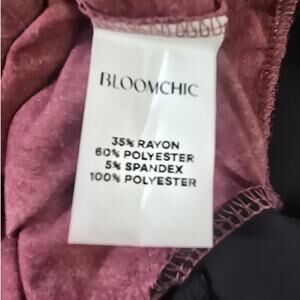 BLOOMCHIC
35% RAYON
60% POLYESTER
5% SPANDEX
100% POLYESTER